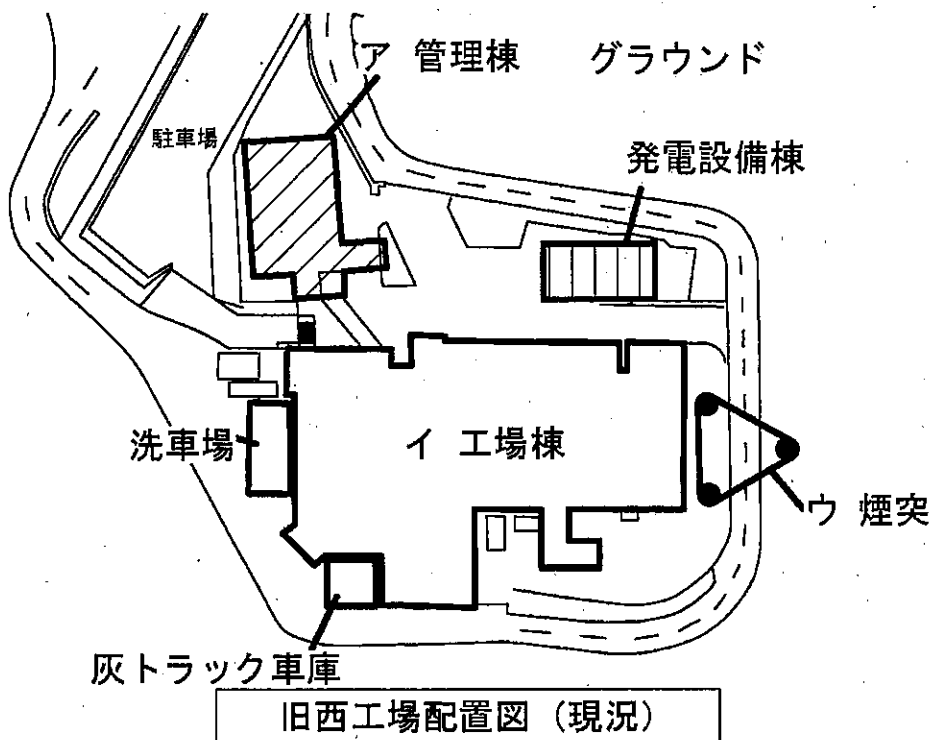 ア 管理棟
グラウンド
駐車場
発電設備棟
洗車場
イ 工場棟
ウ 煙突
灰トラック車庫
旧西工場配置図（現況）